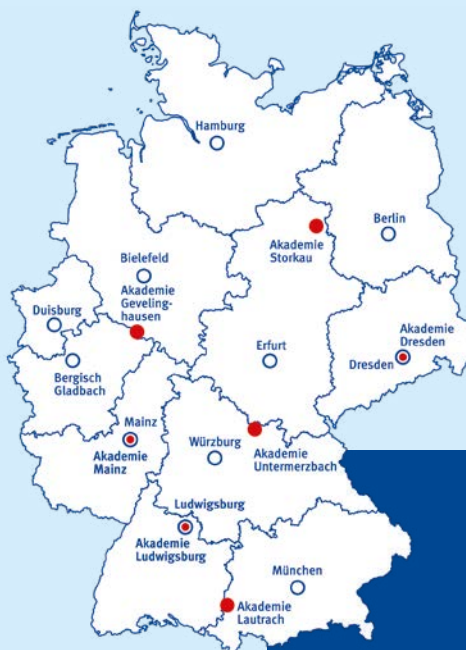 Hamburg
Berlin
Akademie
Storkau
Bielefeld
Akademie
Geveling-
hausen
Duisburg
Bergisch
Gladbach
Erfurt
Akademie
Dresden
Dresden
Mainz
Akademie
Mainz
Würzburg
Akademie
Untermerzbach
Ludwigsburg
Akademie
Ludwigsburg
München
Akademie
Lautrach